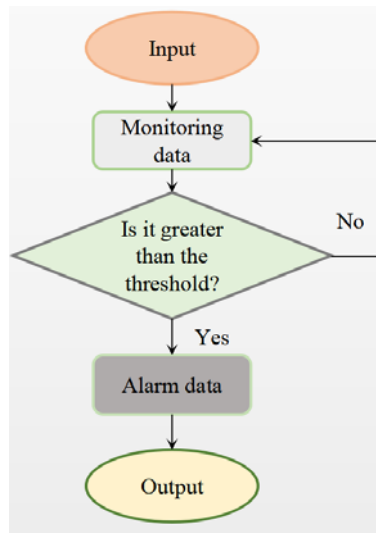 Input
Monitoring
data
Is it greater
than the
threshold?
No
Yes
Alarm data
Output